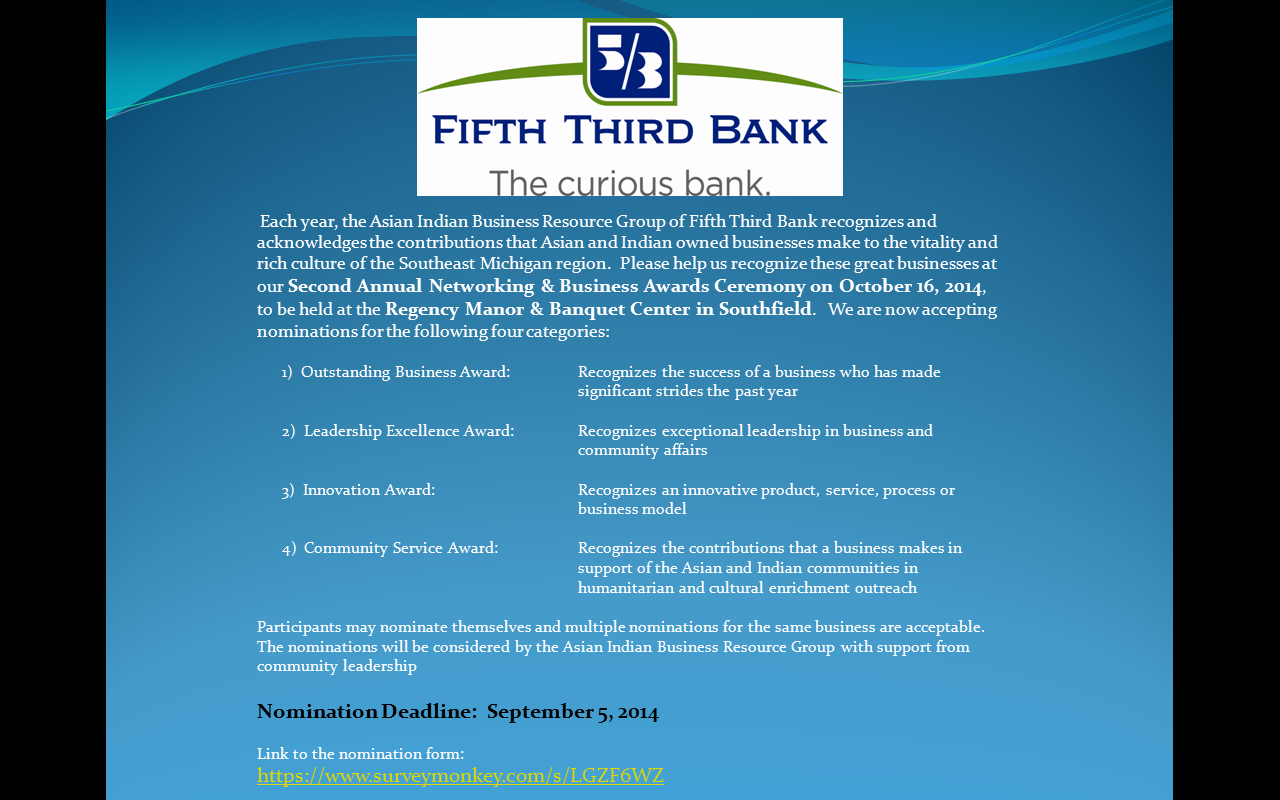 5/3
FIFTH THIRD BANK
The curious bank.
Each year, the Asian Indian Business Resource Group of Fifth Third Bank recognizes and
acknowledges the contributions that Asian and Indian owned businesses make to the vitality and
rich culture of the Southeast Michigan region. Please help us recognize these great businesses at
our Second Annual Networking & Business Awards Ceremony on October 16, 2014,
to be held at the Regency Manor & Banquet Center in Southfield. We are now accepting
nominations for the following four categories:
1) Outstanding Business Award: Recognizes the success of a business who has made
significant strides the past year
2) Leadership Excellence Award: Recognizes exceptional leadership in business and
community affairs
3) Innovation Award: Recognizes an innovative product, service, process or
business model
4) Community Service Award: Recognizes the contributions that a business makes in
support of the Asian and Indian communities in
humanitarian and cultural enrichment outreach
Participants may nominate themselves and multiple nominations for the same business are acceptable.
The nominations will be considered by the Asian Indian Business Resource Group with support from
community leadership
Nomination Deadline: September 5, 2014
Link to the nomination form:
https://www.surveymonkey.com/s/LGZF6WZ